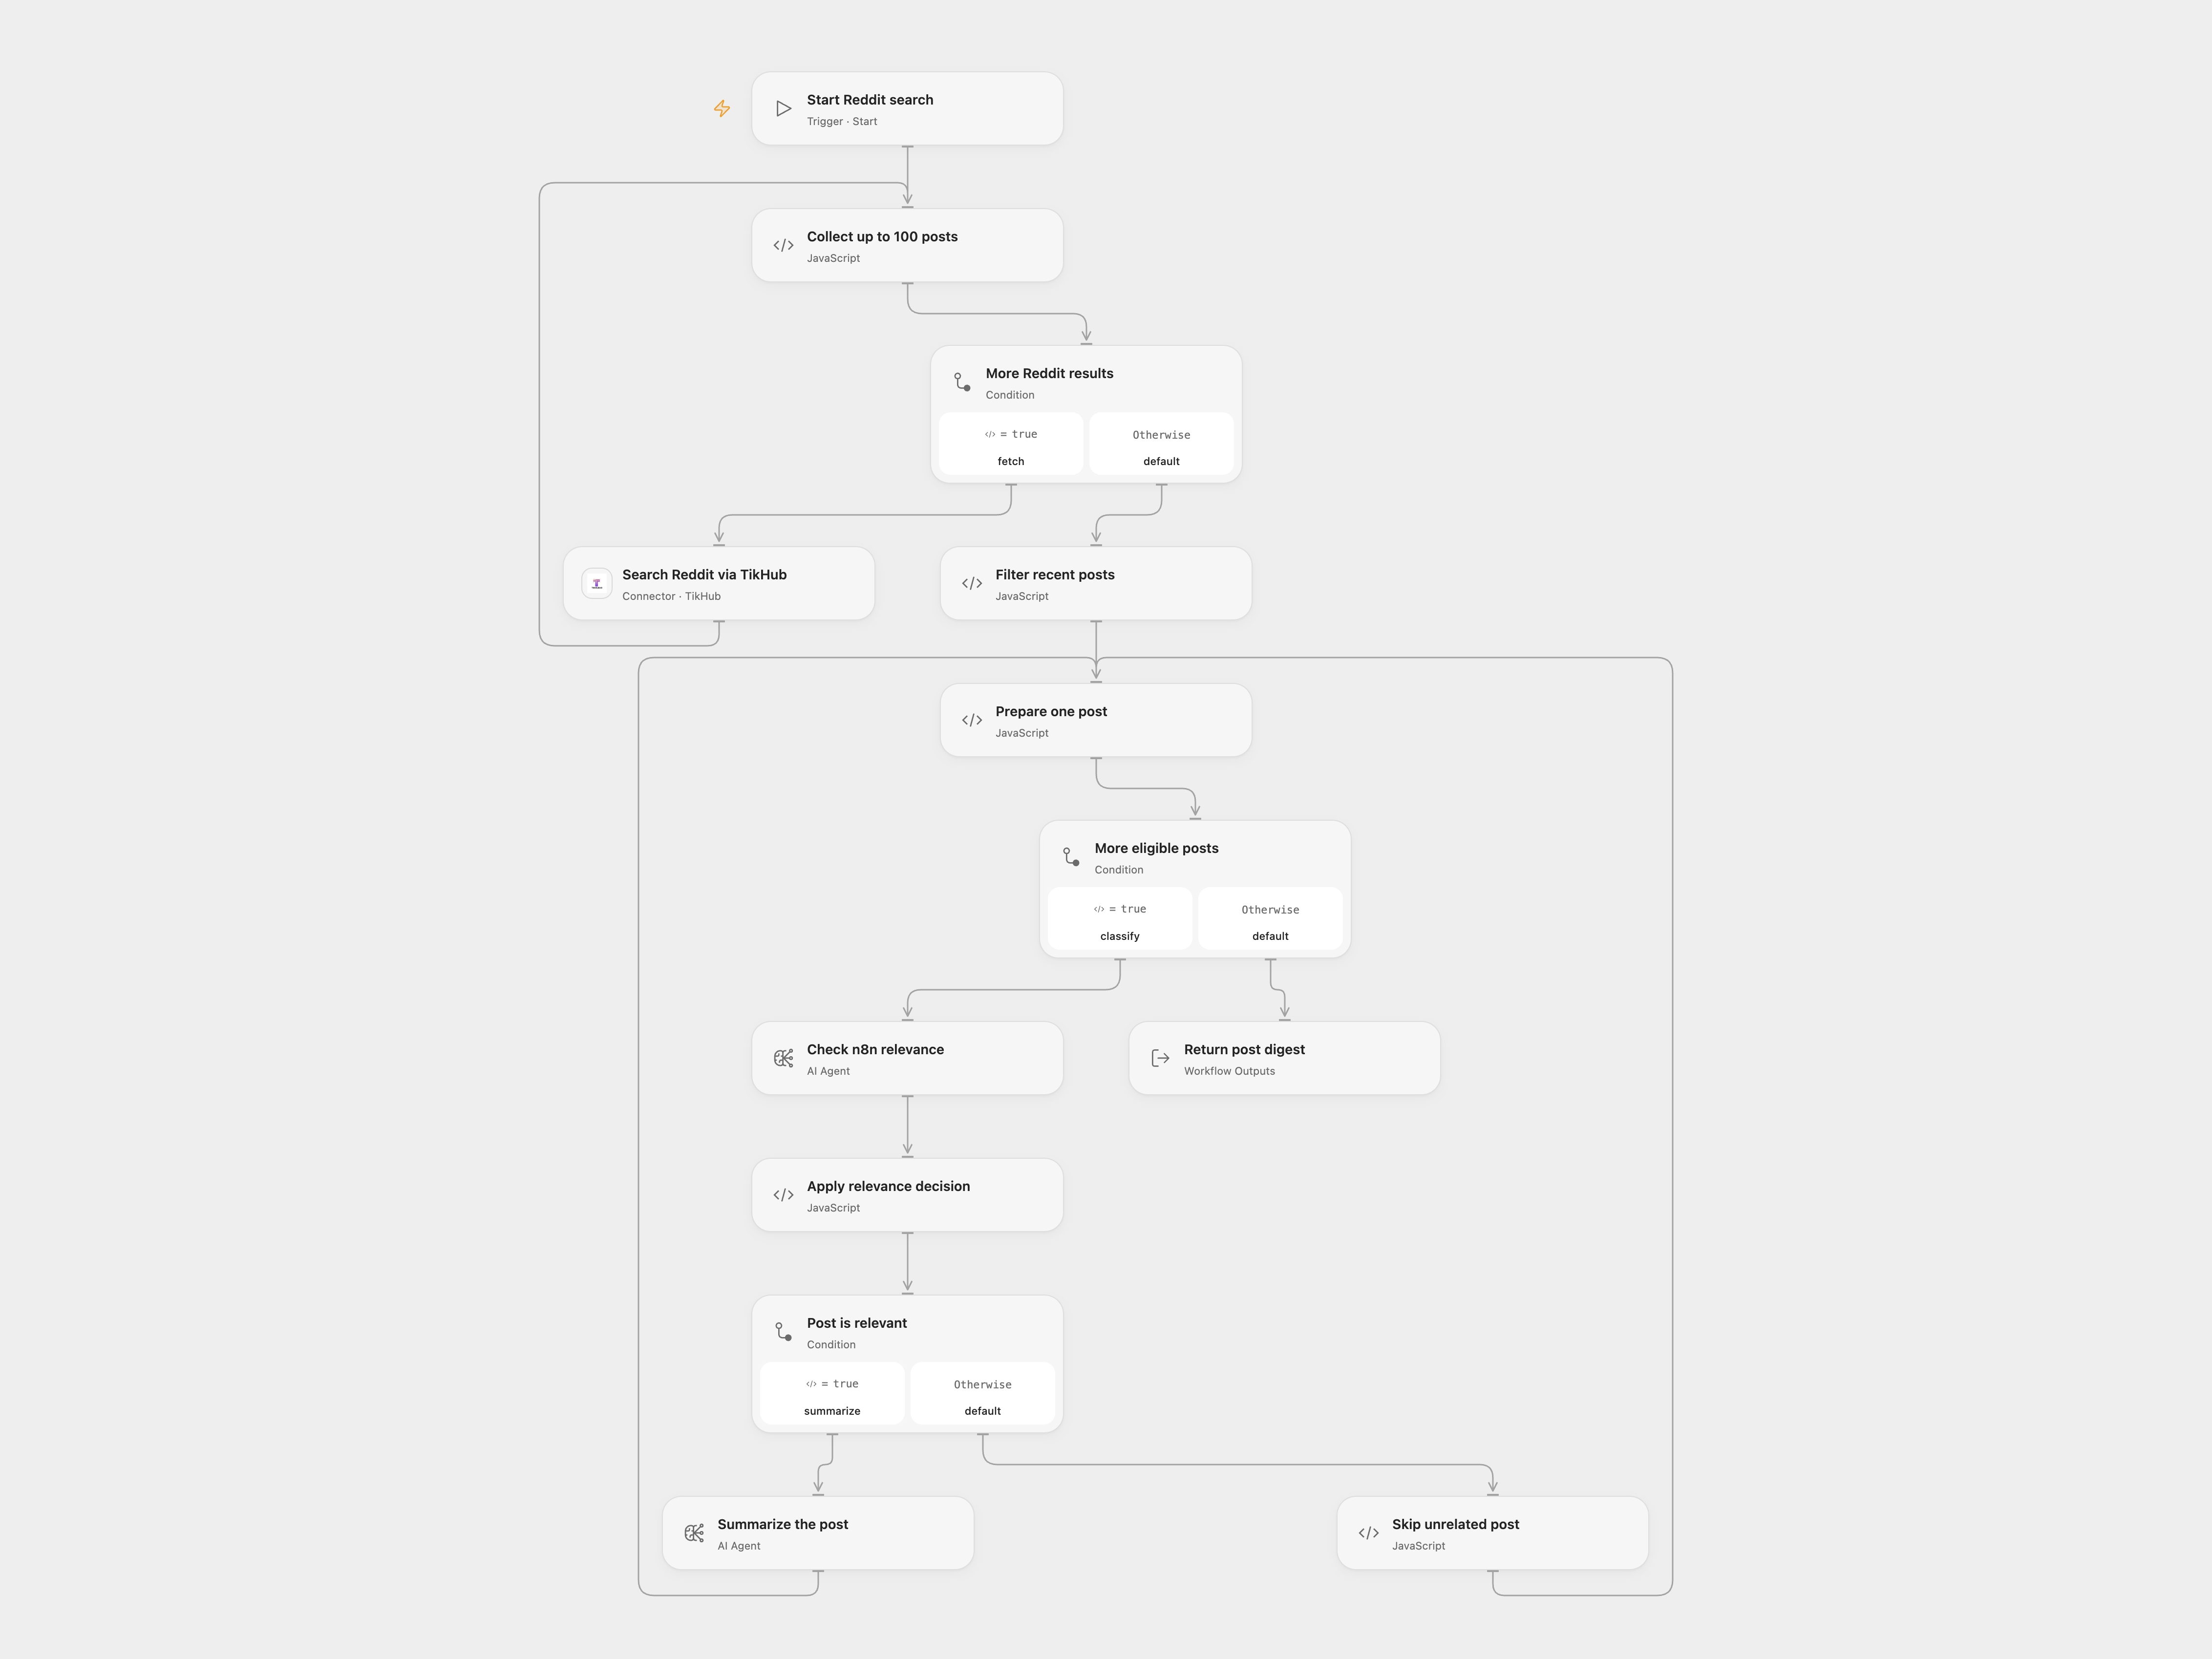 Start Reddit search
Trigger · Start
Collect up to 100 posts
JavaScript
More Reddit results
Condition
</> = true
fetch
Otherwise
default
Search Reddit via TikHub
Connector · TikHub
Filter recent posts
JavaScript
Prepare one post
JavaScript
More eligible posts
Condition
</> = true
classify
Otherwise
default
Check n8n relevance
AI Agent
Return post digest
Workflow Outputs
Apply relevance decision
JavaScript
Post is relevant
Condition
</> = true
summarize
Otherwise
default
Summarize the post
AI Agent
Skip unrelated post
JavaScript